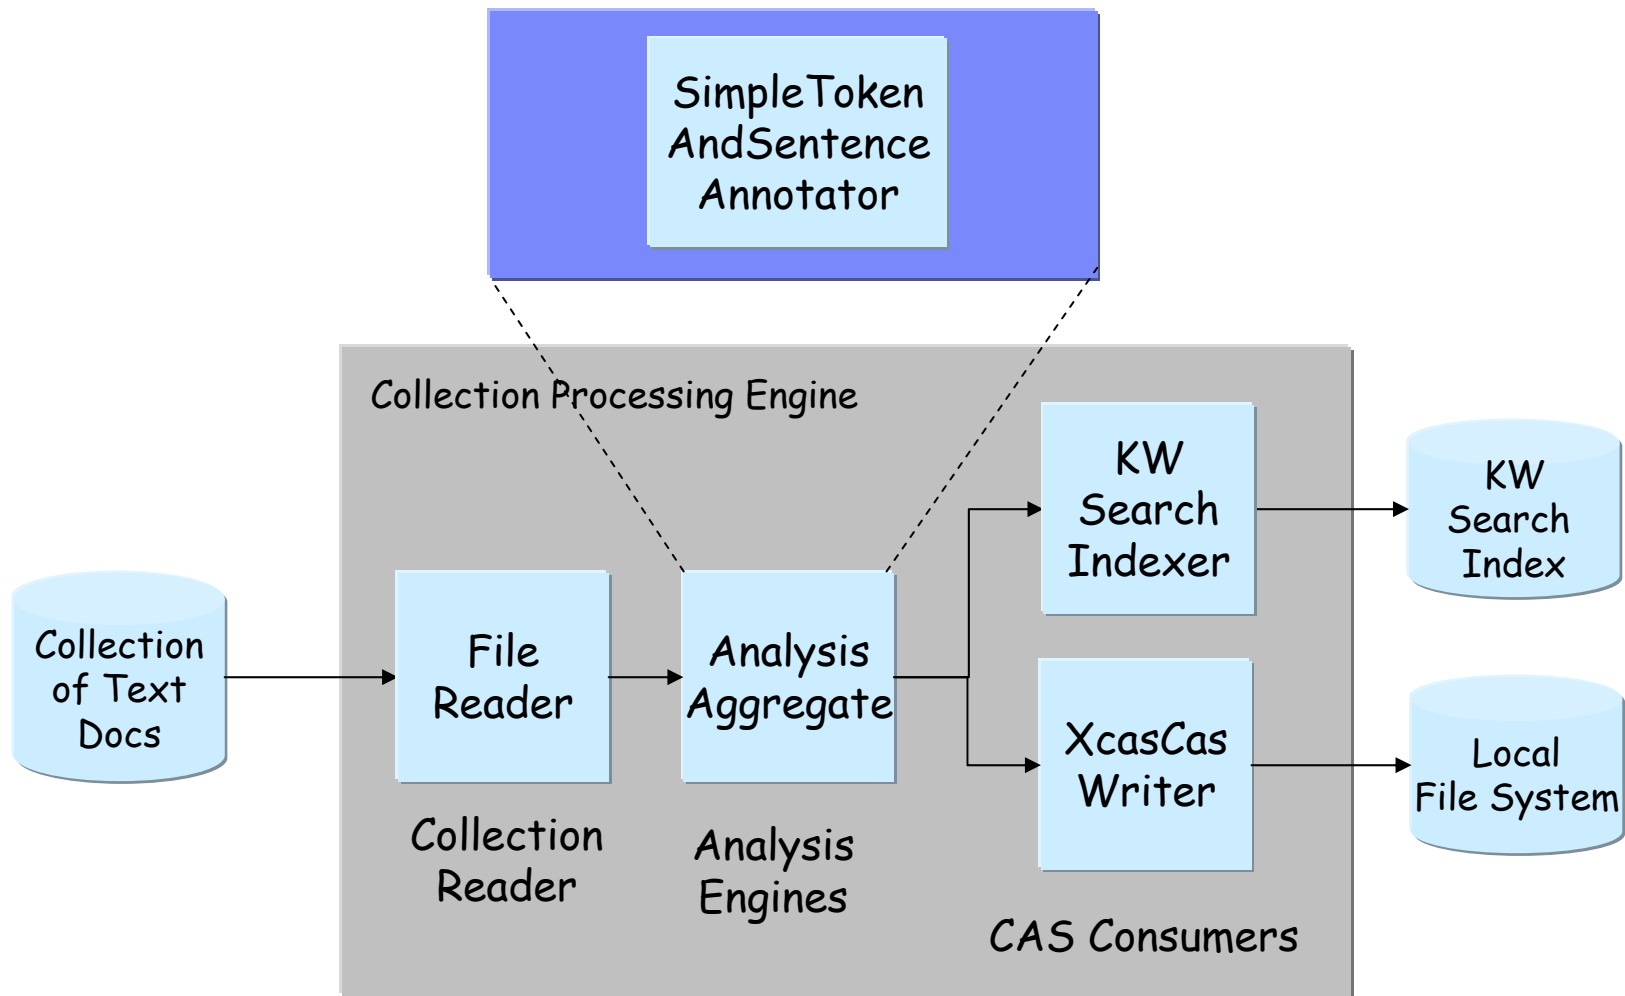 SimpleToken
AndSentence
Annotator
Collection Processing Engine
Collection
of Text
Docs
File
Reader
Collection
Reader
Analysis
Aggregate
Analysis
Engines
KW
Search
Indexer
XcasCas
Writer
CAS Consumers
KW
Search
Index
Local
File System